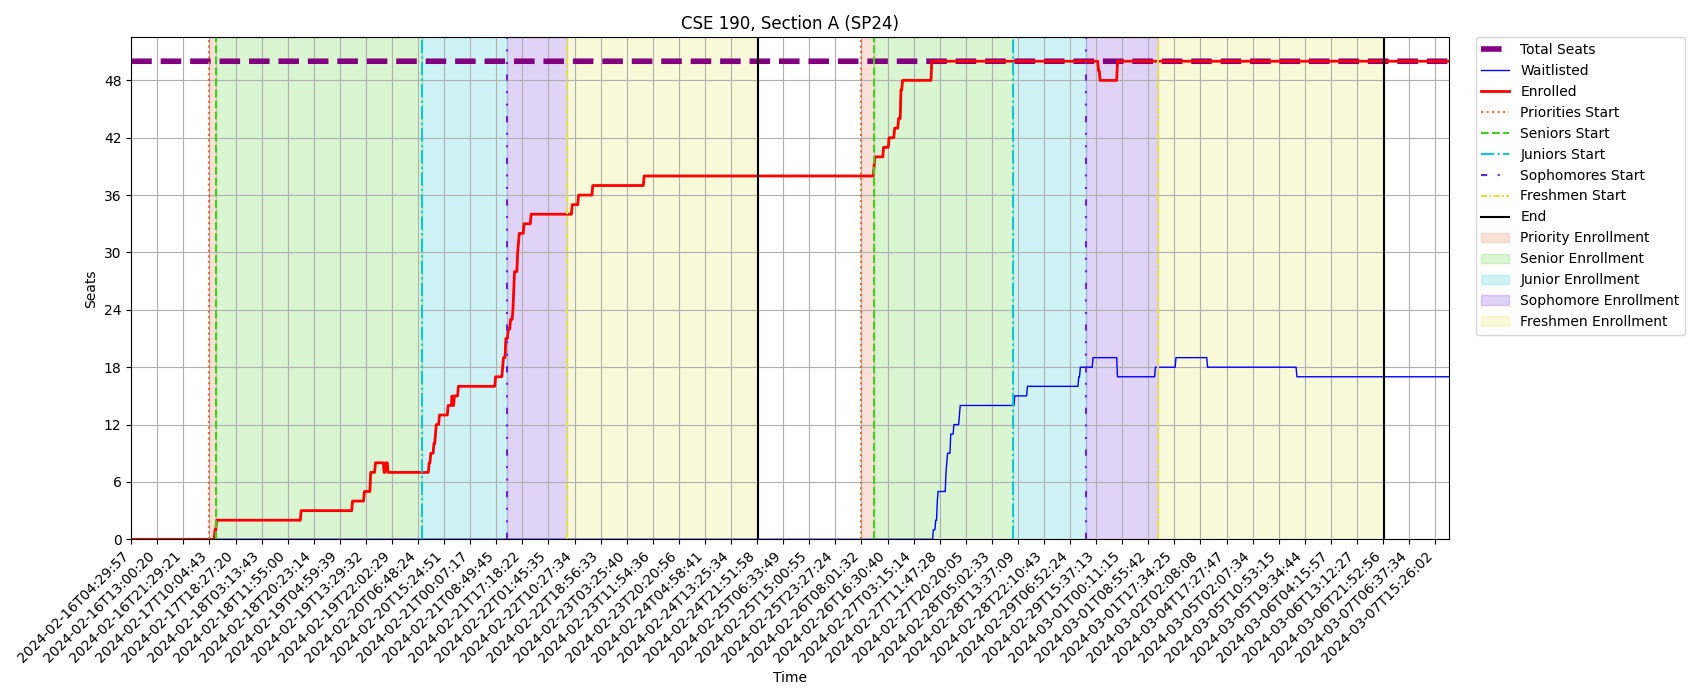 CSE 190, Section A (SP24)
Total Seats
Waitlisted
Enrolled
Priorities Start
Seniors Start
Juniors Start
Sophomores Start
Freshmen Start
End
Priority Enrollment
Senior Enrollment
Junior Enrollment
Sophomore Enrollment
Freshmen Enrollment
Seats
48
42
36
30
24
18
12
6
0
2024-02-16T04:29:57
2024-02-16T13:00:20
2024-02-16T21:29:21
2024-02-17T10:04:43
2024-02-17T18:27:20
2024-02-18T03:13:43
2024-02-18T11:55:00
2024-02-18T20:23:14
2024-02-19T04:59:39
2024-02-19T13:29:32
2024-02-19T22:02:29
2024-02-20T06:48:24
2024-02-20T15:24:51
2024-02-21T00:07:17
2024-02-21T08:49:45
2024-02-21T17:18:22
2024-02-22T01:45:35
2024-02-22T10:27:34
2024-02-22T18:56:33
2024-02-23T03:25:40
2024-02-23T11:54:36
2024-02-23T20:20:56
2024-02-24T04:58:41
2024-02-24T13:25:34
2024-02-24T21:51:58
2024-02-25T06:33:49
2024-02-25T15:00:55
2024-02-25T23:27:24
2024-02-26T08:01:32
2024-02-26T16:30:40
2024-02-27T03:15:14
2024-02-27T11:47:28
2024-02-27T20:20:05
2024-02-28T05:02:33
2024-02-28T13:37:09
2024-02-28T22:10:43
2024-02-29T06:52:24
2024-02-29T15:37:13
2024-03-01T00:11:15
2024-03-01T08:55:42
2024-03-01T17:34:25
2024-03-02T02:08:08
2024-03-04T17:27:47
2024-03-05T02:07:34
2024-03-05T10:53:15
2024-03-05T19:34:44
2024-03-06T04:15:57
2024-03-06T13:12:27
2024-03-06T21:52:56
2024-03-07T06:37:34
2024-03-07T15:26:02
Time